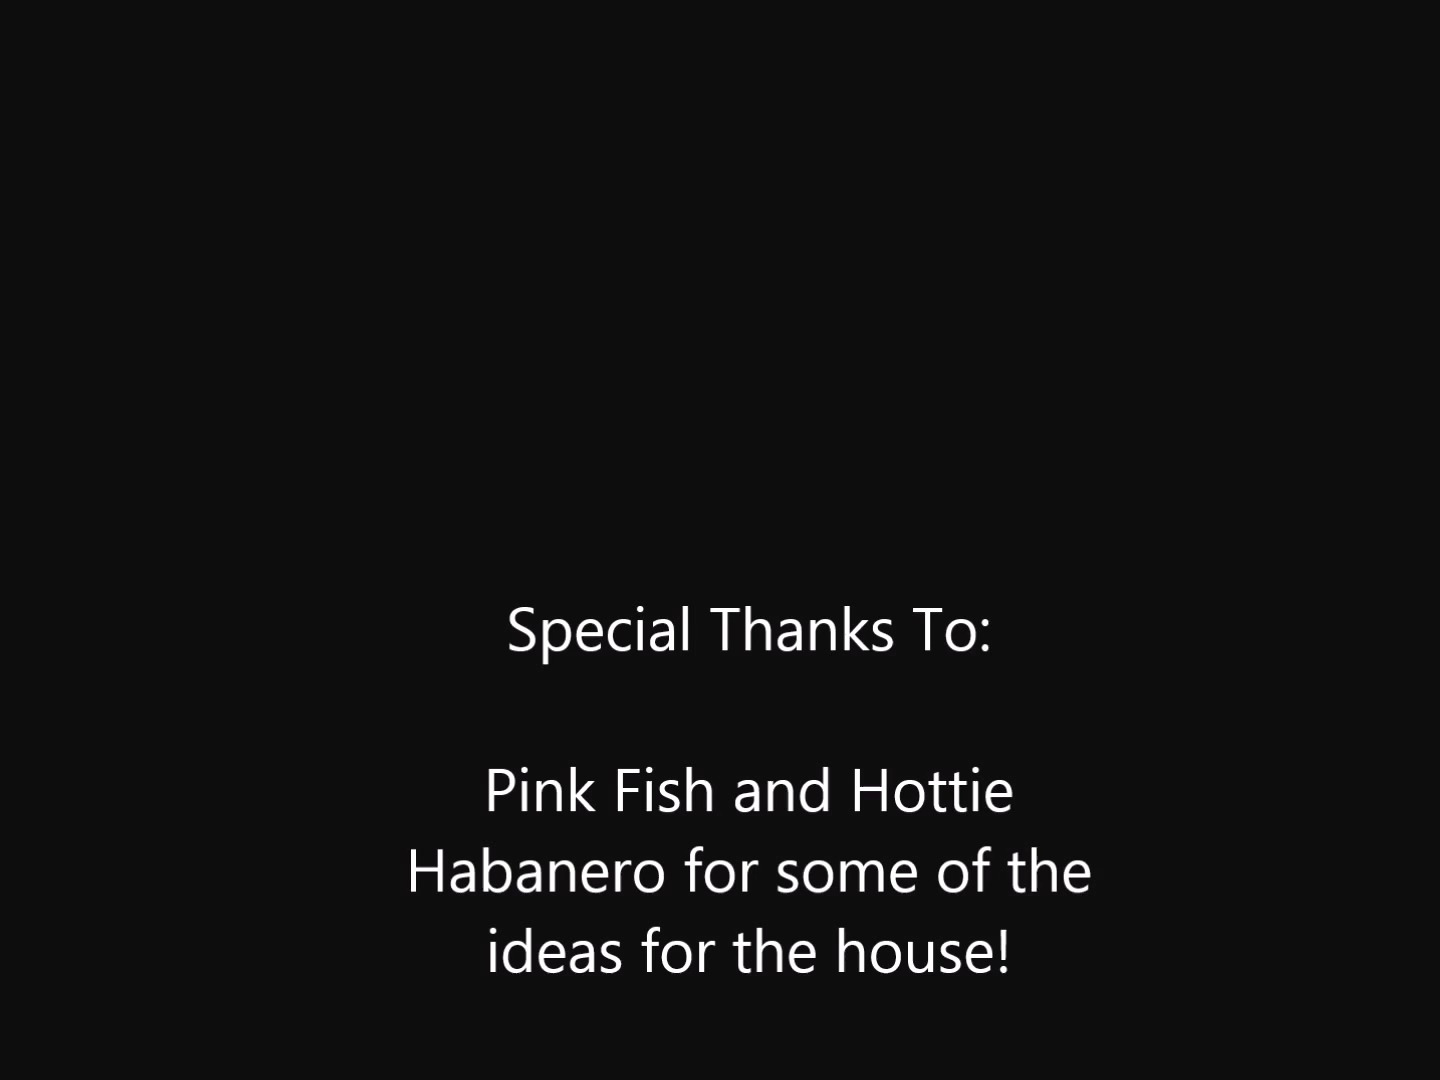 Special Thanks To:
Pink Fish and Hottie
Habanero for some of the
ideas for the house!